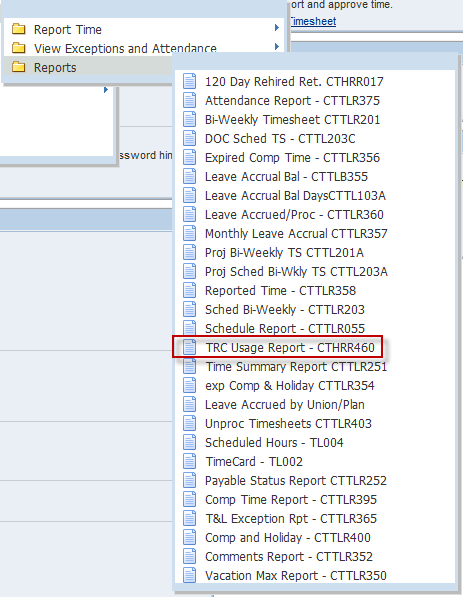 ort and approve time.
Report Time
imesheet
View Exceptions and Attendance
Reports
120 Day Rehired Ret. CTHRR017
Attendance Report - CTTLR375
Bi-Weekly Timesheet CTTLR201
DOC Sched TS - CTTL203C
ssword hin
Expired Comp Time - CTTLR356
Leave Accrual Bal - CTTLB355
Leave Accrual Bal DaysCTTL103A
Leave Accrued/Proc - CTTLR360
Monthly Leave Accrual CTTLR357
Proj Bi-Weekly TS CTTL201A
Proj Sched Bi-Wkly TS CTTL203A
Reported Time - CTTLR358
Sched Bi-Weekly - CTTLR203
Schedule Report - CTTLR055
TRC Usage Report - CTHRR460
Time Summary Report CTTLR251
exp Comp & Holiday CTTLR354
Leave Accrued by Union/Plan
Unproc Timesheets CTTLR403
Scheduled Hours - TL004
TimeCard - TL002
Payable Status Report CTTLR252
Comp Time Report - CTTLR395
T&L Exception Rpt - CTTLR365
Comp and Holiday - CTTLR400
Comments Report - CTTLR352
Vacation Max Report - CTTLR350